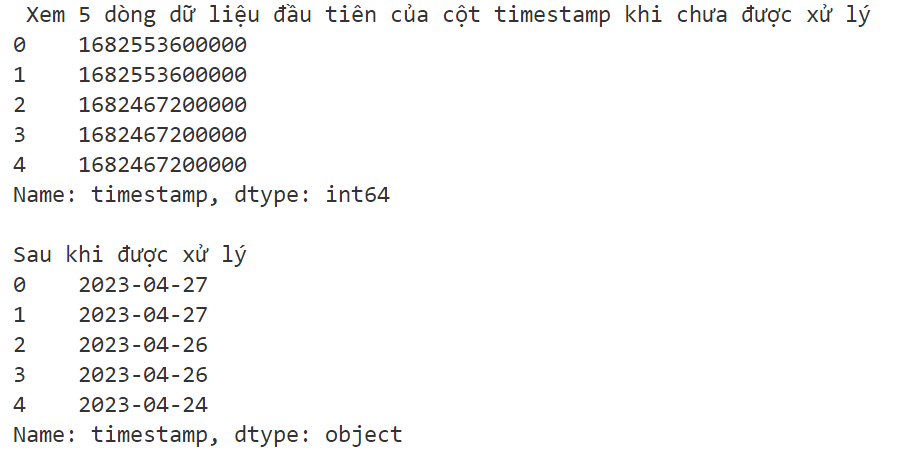 Xem 5 dòng dữ liệu đầu tiên của cột timestamp khi chưa được xử lý
0    1682553600000
1    1682553600000
2    1682467200000
3    1682467200000
4    1682467200000
Name: timestamp, dtype: int64

Sau khi được xử lý
0    2023-04-27
1    2023-04-27
2    2023-04-26
3    2023-04-26
4    2023-04-24
Name: timestamp, dtype: object